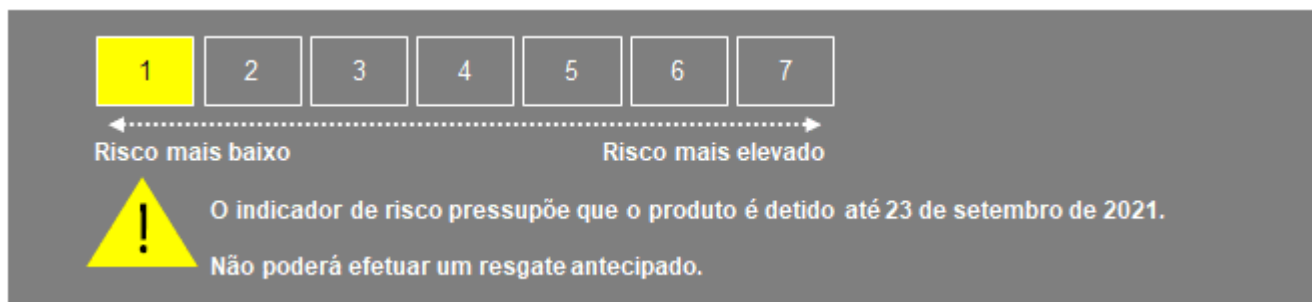 1 2 3 4 5 6 7
Risco mais baixo Risco mais elevado
! O indicador de risco pressupõe que o produto é detido até 23 de setembro de 2021.
Não poderá efetuar um resgate antecipado.